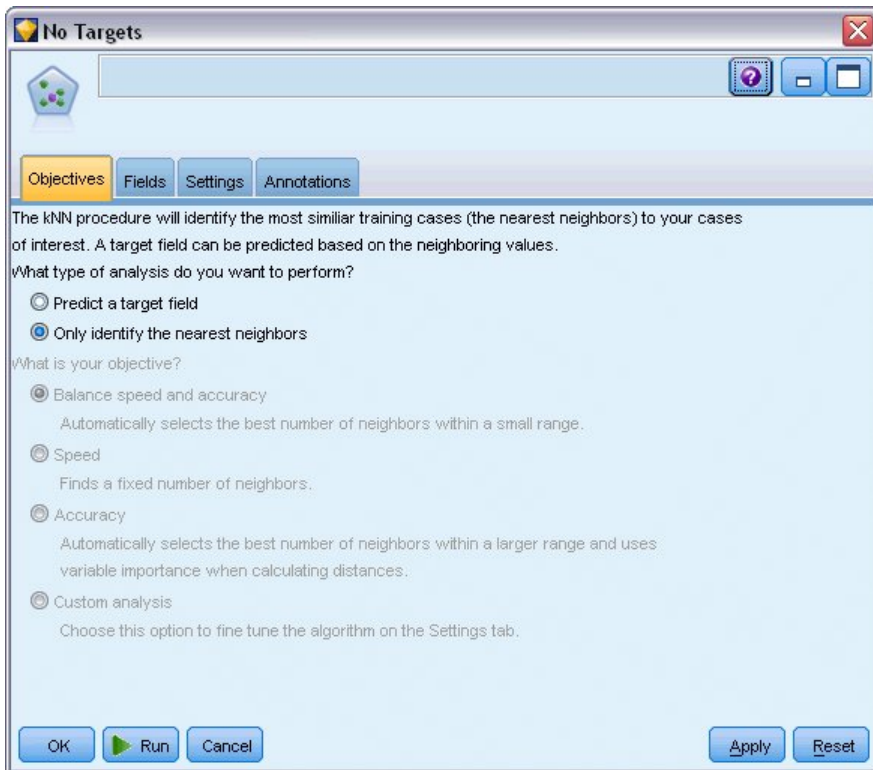 No Targets
Objectives Fields Settings Annotations
The kNN procedure will identify the most similiar training cases (the nearest neighbors) to your cases
of interest. A target field can be predicted based on the neighboring values.
What type of analysis do you want to perform?
Predict a target field
Only identify the nearest neighbors
What is your objective?
Balance speed and accuracy
Automatically selects the best number of neighbors within a small range.
Speed
Finds a fixed number of neighbors.
Accuracy
Automatically selects the best number of neighbors within a larger range and uses
variable importance when calculating distances.
Custom analysis
Choose this option to fine tune the algorithm on the Settings tab.
OK Run Cancel Apply Reset